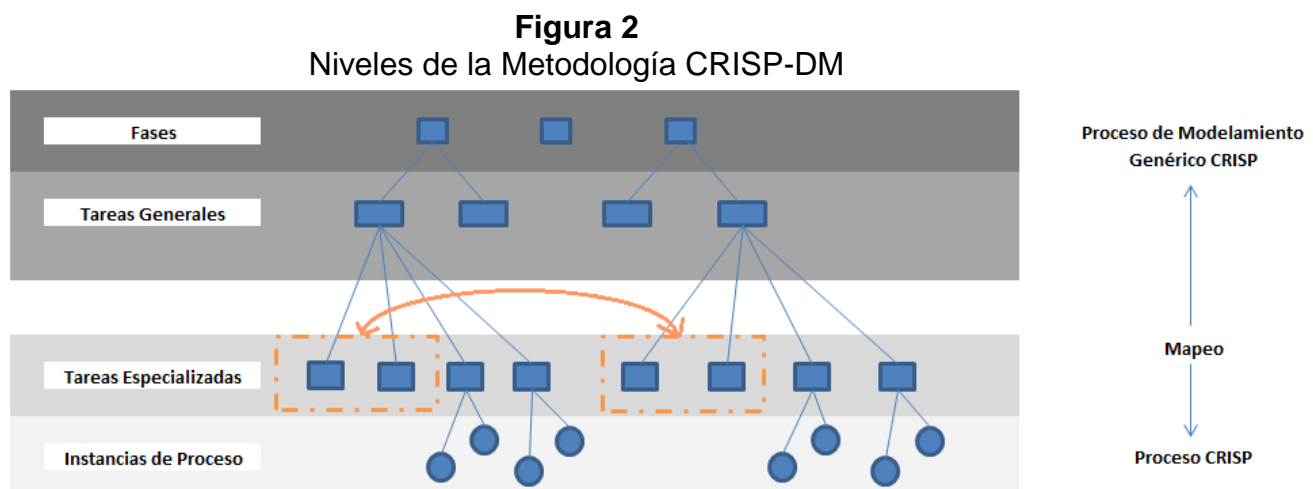 Figura 2
Niveles de la Metodología CRISP-DM
Fases
Tareas Generales
Tareas Especializadas
Instancias de Proceso
Proceso de Modelamiento
Genérico CRISP
Mapeo
Proceso CRISP